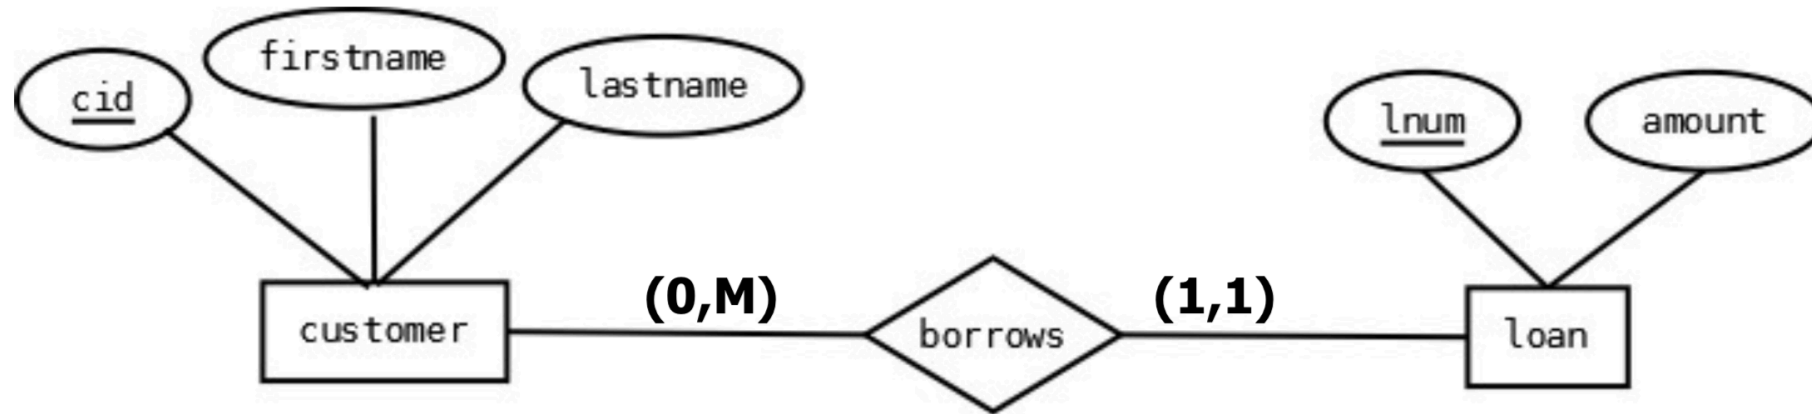 cid
firstname
lastname
lnum
amount
customer
(0,M)
borrows
(1,1)
loan